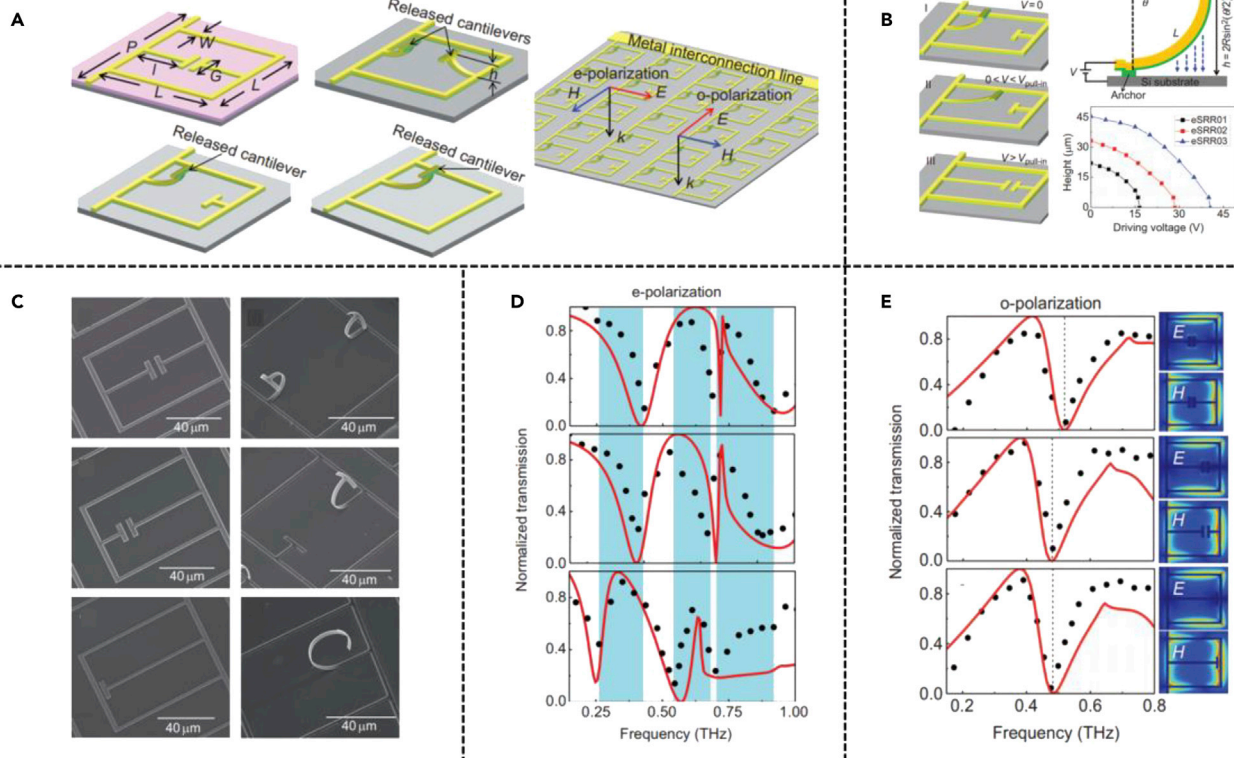 A
P
W
l
G
L
L
Released cantilevers
h
Released cantilever
Released cantilever
Metal interconnection line
e-polarization
H
E
k
o-polarization
E
H
k
B
I
V = 0
II
0 < V < Vpull-in
III
V > Vpull-in
θ
L
h = 2Rsin²(θ/2)
V
Si substrate
Anchor
45
30
15
0
Height (μm)
eSRR01
eSRR02
eSRR03
0 15 30 45
Driving voltage (V)
C
40 μm
40 μm
40 μm
40 μm
40 μm
40 μm
D
e-polarization
Normalized transmission
0.8
0.4
0.0
0.8
0.4
0.0
0.8
0.4
0.0
0.25 0.50 0.75 1.00
Frequency (THz)
E
o-polarization
Normalized transmission
0.8
0.4
0.0
0.8
0.4
0.0
0.8
0.4
0.0
0.2 0.4 0.6 0.8
Frequency (THz)
E
H
E
H
E
H